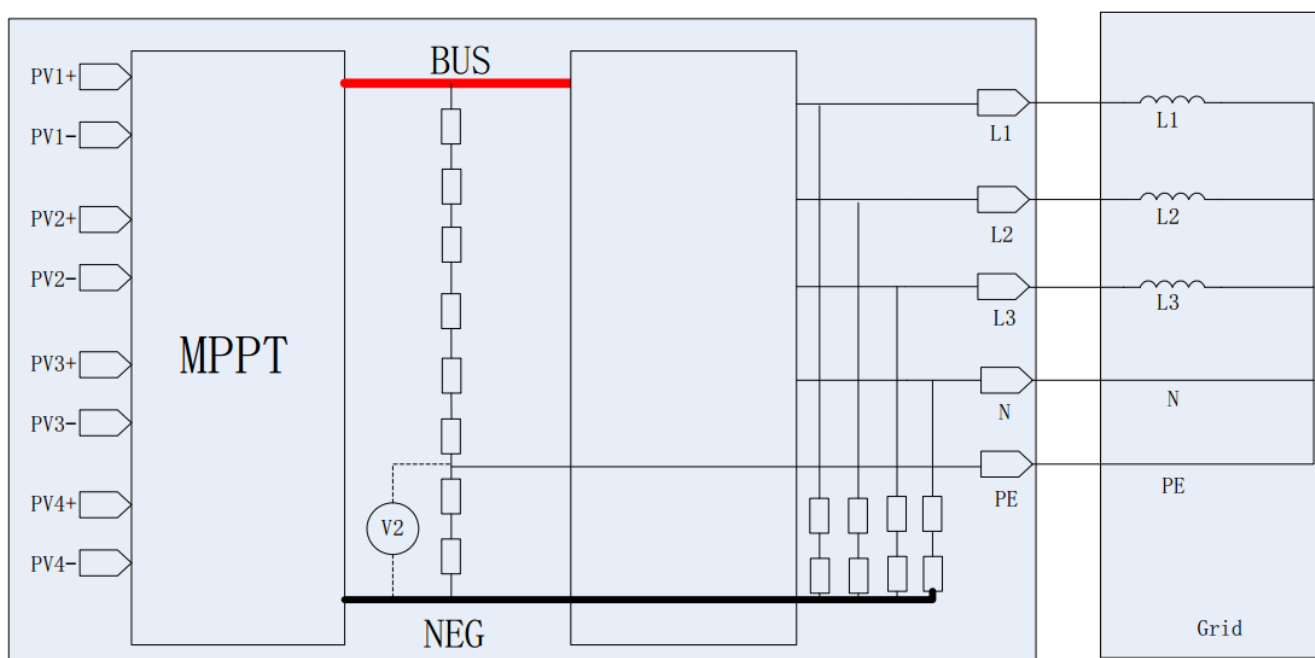 BUS
PV1+
PV1-
PV2+
PV2-
PV3+
PV3-
PV4+
PV4-
MPPT
V2
NEG
L1
L2
L3
N
PE
L1
L2
L3
N
PE
Grid